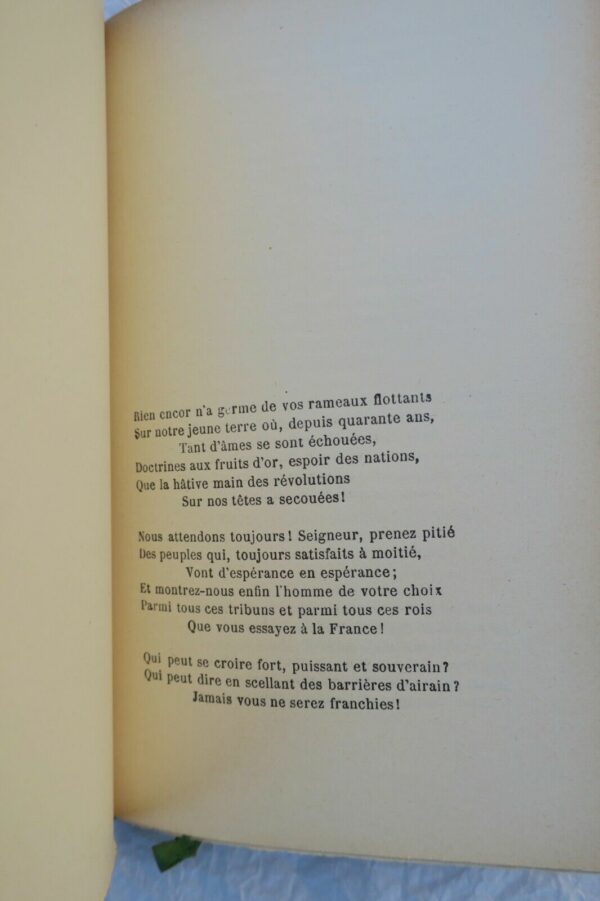 Rien encor n'a germe de vos rameaux flottants
Sur notre jeune terre où, depuis quarante ans,
Tant d'âmes se sont échouées,
Doctrines aux fruits d'or, espoir des nations,
Que la hâtive main des révolutions
Sur nos têtes a secouées!
Nous attendons toujours! Seigneur, prenez pitié
Des peuples qui, toujours satisfaits à moitié,
Vont d'espérance en espérance;
Et montrez-nous enfin l'homme de votre choix
Parmi tous ces tribuns et parmi tous ces rois
Que vous essayez à la France!
Qui peut se croire fort, puissant et souverain?
Qui peut dire en scellant des barrières d'airain?
Jamais vous ne serez franchies!